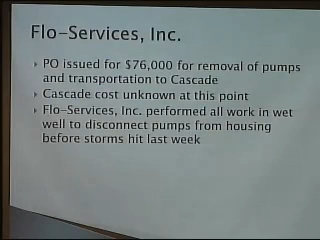 Flo-Services, Inc.
PO issued for $76,000 for removal of pumps
and transportation to Cascade
Cascade cost unknown at this point
Flo-Services, Inc. performed all work in wet
well to disconnect pumps from housing
before storms hit last week